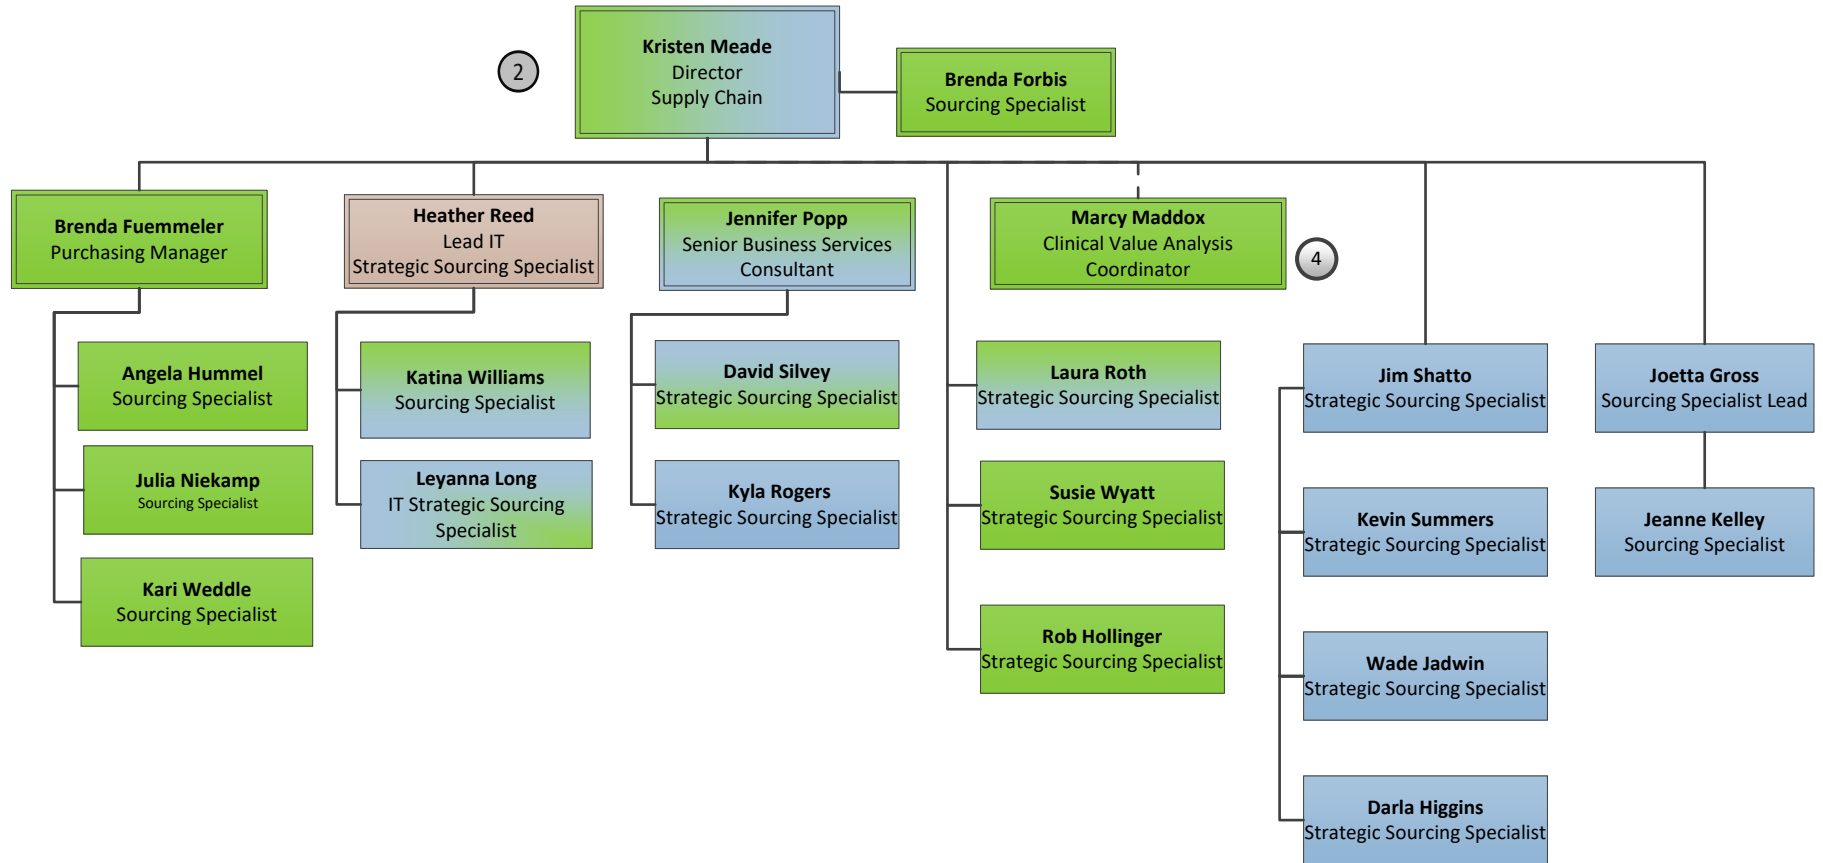 Kristen Meade
Director
Supply Chain
2
Brenda Forbis
Sourcing Specialist
Brenda Fuemmeler
Purchasing Manager
Heather Reed
Lead IT
Strategic Sourcing Specialist
Jennifer Popp
Senior Business Services
Consultant
Marcy Maddox
Clinical Value Analysis
Coordinator
4
Angela Hummel
Sourcing Specialist
Julia Niekamp
Sourcing Specialist
Kari Weddle
Sourcing Specialist
Katina Williams
Sourcing Specialist
Leyanna Long
IT Strategic Sourcing
Specialist
David Silvey
Strategic Sourcing Specialist
Kyla Rogers
Strategic Sourcing Specialist
Laura Roth
Strategic Sourcing Specialist
Susie Wyatt
Strategic Sourcing Specialist
Rob Hollinger
Strategic Sourcing Specialist
Jim Shatto
Strategic Sourcing Specialist
Kevin Summers
Strategic Sourcing Specialist
Wade Jadwin
Strategic Sourcing Specialist
Darla Higgins
Strategic Sourcing Specialist
Joetta Gross
Sourcing Specialist Lead
Jeanne Kelley
Sourcing Specialist